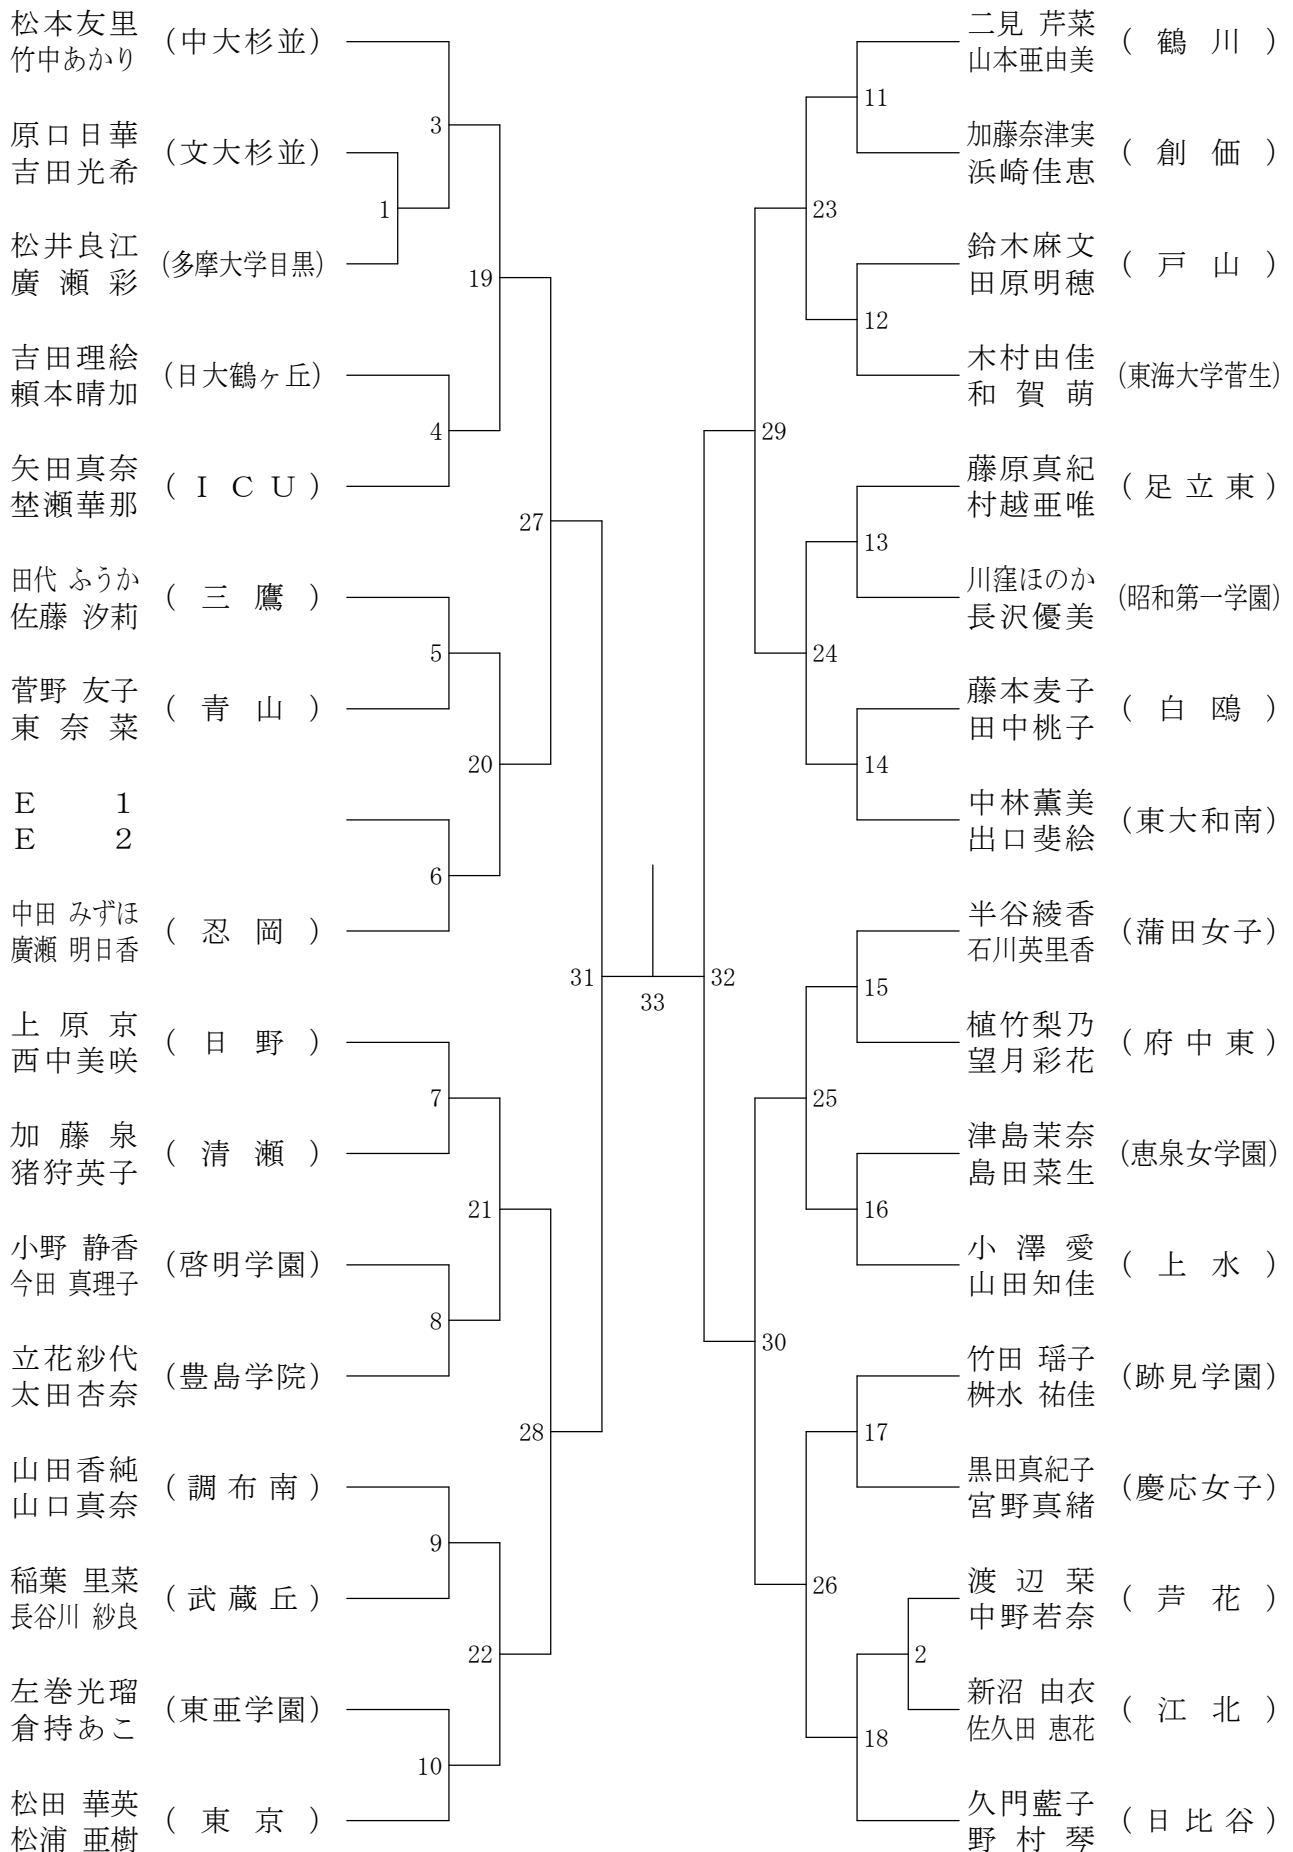 松本友里
竹中あかり
(中大杉並)
原口日華
吉田光希
(文大杉並)
松井良江
廣瀬彩
(多摩大学目黒)
吉田理絵
頼本晴加
(日大鶴ヶ丘)
矢田真奈
埜瀬華那
(ＩＣＵ)
田代 ふうか
佐藤 汐莉
(三鷹)
菅野 友子
東奈菜
(青山)
Ｅ 1
Ｅ 2
中田 みずほ
廣瀬 明日香
(忍岡)
上原京
西中美咲
(日野)
加藤泉
猪狩英子
(清瀬)
小野 静香
今田 真理子
(啓明学園)
立花紗代
太田杏奈
(豊島学院)
山田香純
山口真奈
(調布南)
稲葉 里菜
長谷川 紗良
(武蔵丘)
左巻光瑠
倉持あこ
(東亜学園)
松田 華英
松浦 亜樹
(東京)
1
3
4
5
6
7
8
9
10
19
20
21
22
27
28
31
33
32
29
30
23
24
25
26
11
12
13
14
15
16
17
2
18
二見 芹菜
山本亜由美
(鶴川)
加藤奈津実
浜崎佳恵
(創価)
鈴木麻文
田原明穂
(戸山)
木村由佳
和賀萌
(東海大学菅生)
藤原真紀
村越亜唯
(足立東)
川窪ほのか
長沢優美
(昭和第一学園)
藤本麦子
田中桃子
(白鴎)
中林薫美
出口斐絵
(東大和南)
半谷綾香
石川英里香
(蒲田女子)
植竹梨乃
望月彩花
(府中東)
津島茉奈
島田菜生
(恵泉女学園)
小澤愛
山田知佳
(上水)
竹田 瑶子
桝水 祐佳
(跡見学園)
黒田真紀子
宮野真緒
(慶応女子)
渡辺栞
中野若奈
(芦花)
新沼 由衣
佐久田 恵花
(江北)
久門藍子
野村琴
(日比谷)